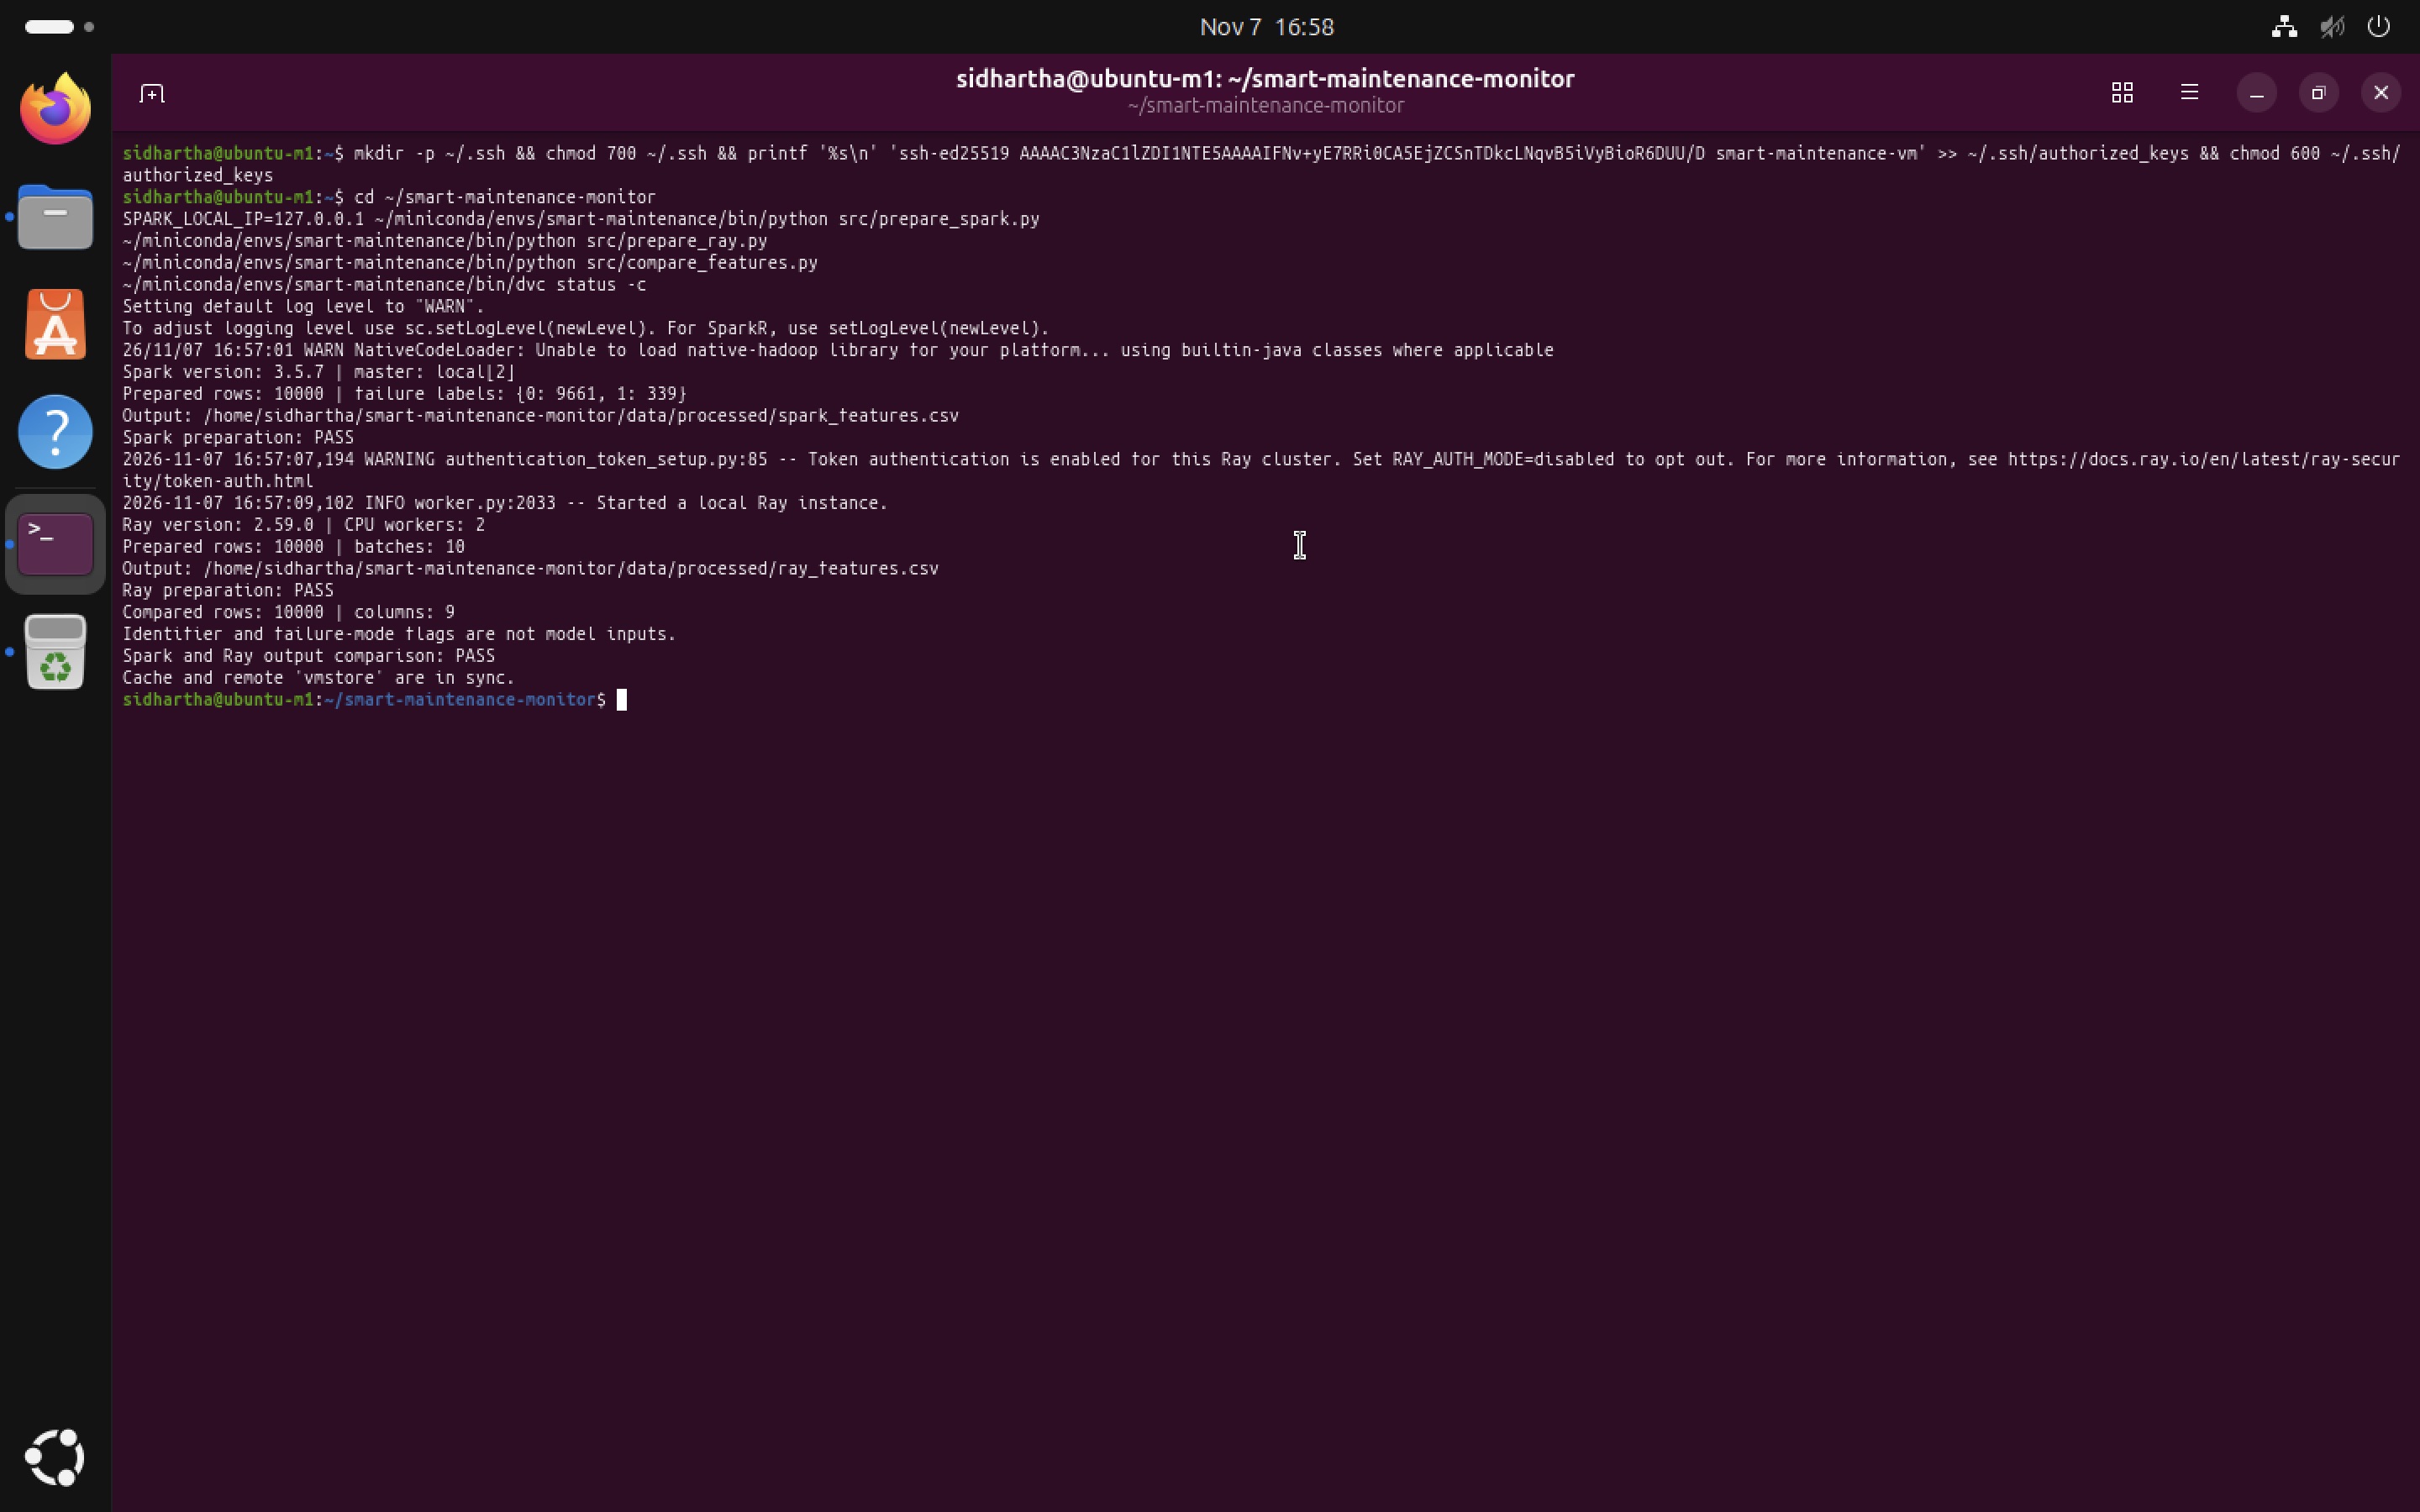 Nov 7 16:58
sidhartha@ubuntu-m1: ~/smart-maintenance-monitor
~/smart-maintenance-monitor
sidhartha@ubuntu-m1:~$ mkdir -p ~/.ssh && chmod 700 ~/.ssh && printf '%s\n' 'ssh-ed25519 AAAAC3NzaC1lZDI1NTE5AAAAIFNv+yE7RRi0CA5EjZCSnTDkcLNqvB5iVyBioR6DUU/D smart-maintenance-vm' >> ~/.ssh/authorized_keys && chmod 600 ~/.ssh/
authorized_keys
sidhartha@ubuntu-m1:~$ cd ~/smart-maintenance-monitor
SPARK_LOCAL_IP=127.0.0.1 ~/miniconda/envs/smart-maintenance/bin/python src/prepare_spark.py
~/miniconda/envs/smart-maintenance/bin/python src/prepare_ray.py
~/miniconda/envs/smart-maintenance/bin/python src/compare_features.py
~/miniconda/envs/smart-maintenance/bin/dvc status -c
Setting default log level to "WARN".
To adjust logging level use sc.setLogLevel(newLevel). For SparkR, use setLogLevel(newLevel).
26/11/07 16:57:01 WARN NativeCodeLoader: Unable to load native-hadoop library for your platform... using builtin-java classes where applicable
Spark version: 3.5.7 | master: local[2]
Prepared rows: 10000 | failure labels: {0: 9661, 1: 339}
Output: /home/sidhartha/smart-maintenance-monitor/data/processed/spark_features.csv
Spark preparation: PASS
2026-11-07 16:57:07,194 WARNING authentication_token_setup.py:85 -- Token authentication is enabled for this Ray cluster. Set RAY_AUTH_MODE=disabled to opt out. For more information, see https://docs.ray.io/en/latest/ray-secur
ity/token-auth.html
2026-11-07 16:57:09,102 INFO worker.py:2033 -- Started a local Ray instance.
Ray version: 2.59.0 | CPU workers: 2
Prepared rows: 10000 | batches: 10
Output: /home/sidhartha/smart-maintenance-monitor/data/processed/ray_features.csv
Ray preparation: PASS
Compared rows: 10000 | columns: 9
Identifier and failure-mode flags are not model inputs.
Spark and Ray output comparison: PASS
Cache and remote 'vmstore' are in sync.
sidhartha@ubuntu-m1:~/smart-maintenance-monitor$